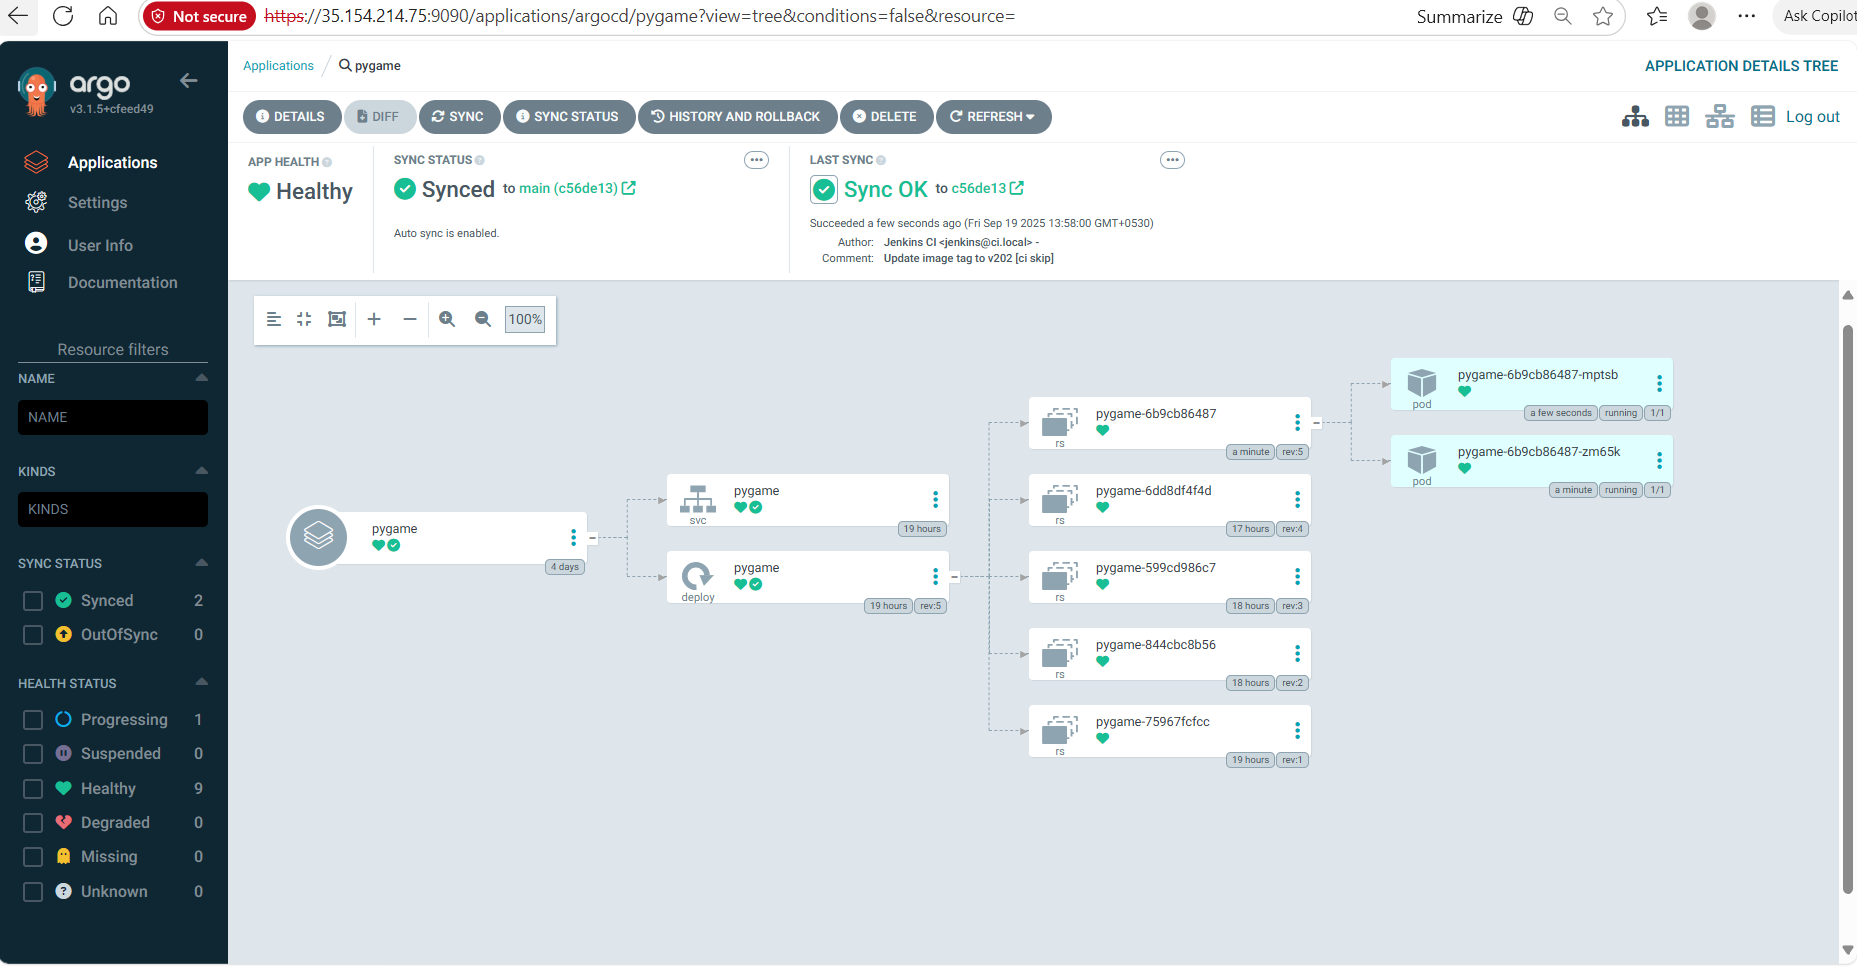 Not secure https://35.154.214.75:9090/applications/argocd/pygame?view=tree&conditions=false&resource= Summarize Ask Copilot
argo
v3.1.5+cfeed49
Applications
Settings
User Info
Documentation
Resource filters
NAME
NAME
KINDS
KINDS
SYNC STATUS
Synced 2
OutOfSync 0
HEALTH STATUS
Progressing 1
Suspended 0
Healthy 9
Degraded 0
Missing 0
Unknown 0
Applications / pygame
APPLICATION DETAILS TREE
DETAILS DIFF SYNC SYNC STATUS HISTORY AND ROLLBACK DELETE REFRESH
Log out
APP HEALTH
Healthy
SYNC STATUS
Synced to main (c56de13)
Auto sync is enabled.
LAST SYNC
Sync OK to c56de13
Succeeded a few seconds ago (Fri Sep 19 2025 13:58:00 GMT+0530)
Author: Jenkins CI <jenkins@ci.local> -
Comment: Update image tag to v202 [ci skip]
100%
pygame
4 days
svc
pygame
19 hours
deploy
pygame
19 hours rev:5
rs
pygame-6b9cb86487
a minute rev:5
rs
pygame-6dd8df4f4d
17 hours rev:4
rs
pygame-599cd986c7
18 hours rev:3
rs
pygame-844cbc8b56
18 hours rev:2
rs
pygame-75967fcfcc
19 hours rev:1
pod
pygame-6b9cb86487-mptsb
a few seconds running 1/1
pod
pygame-6b9cb86487-zm65k
a minute running 1/1